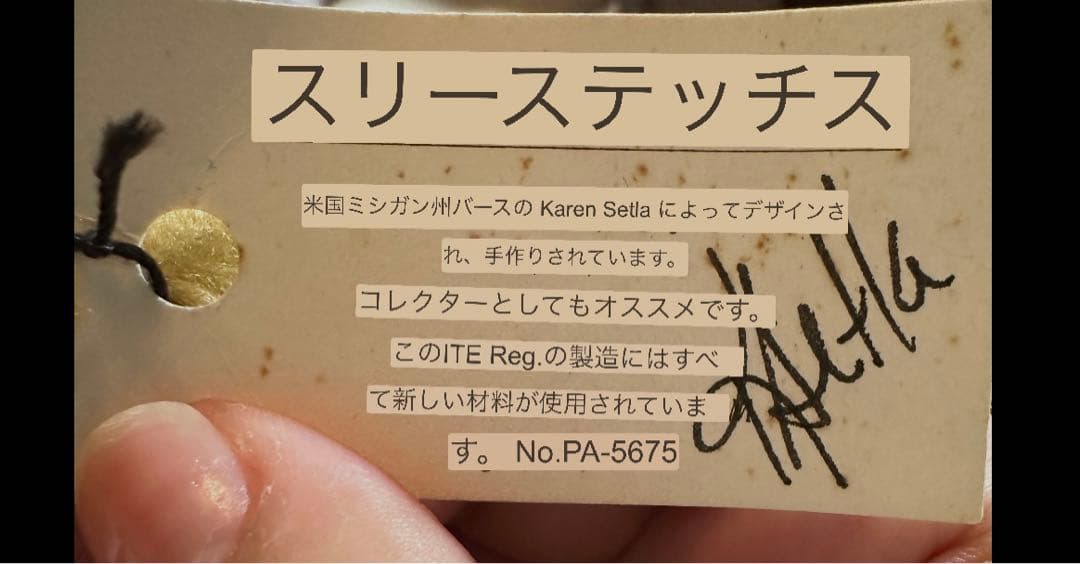 スリーステッチス
米国ミシガン州バースの Karen Setla によってデザインさ
れ、手作りされています。
コレクターとしてもオススメです。
このITE Reg.の製造にはすべ
て新しい材料が使用されていま
す。 No.PA-5675
KSetla